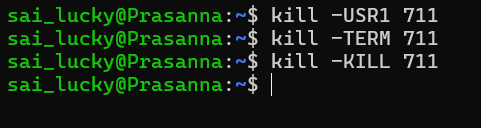 sai_lucky@Prasanna:~$ kill -USR1 711
sai_lucky@Prasanna:~$ kill -TERM 711
sai_lucky@Prasanna:~$ kill -KILL 711
sai_lucky@Prasanna:~$